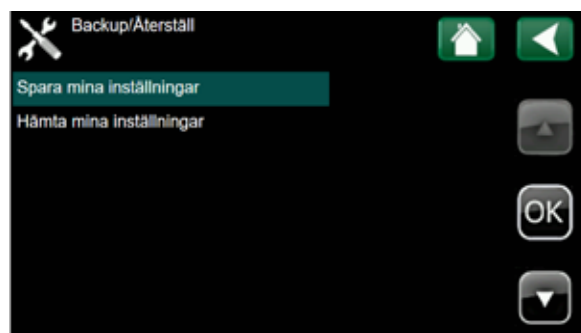 Backup/Återställ
Spara mina inställningar
Hämta mina inställningar
OK